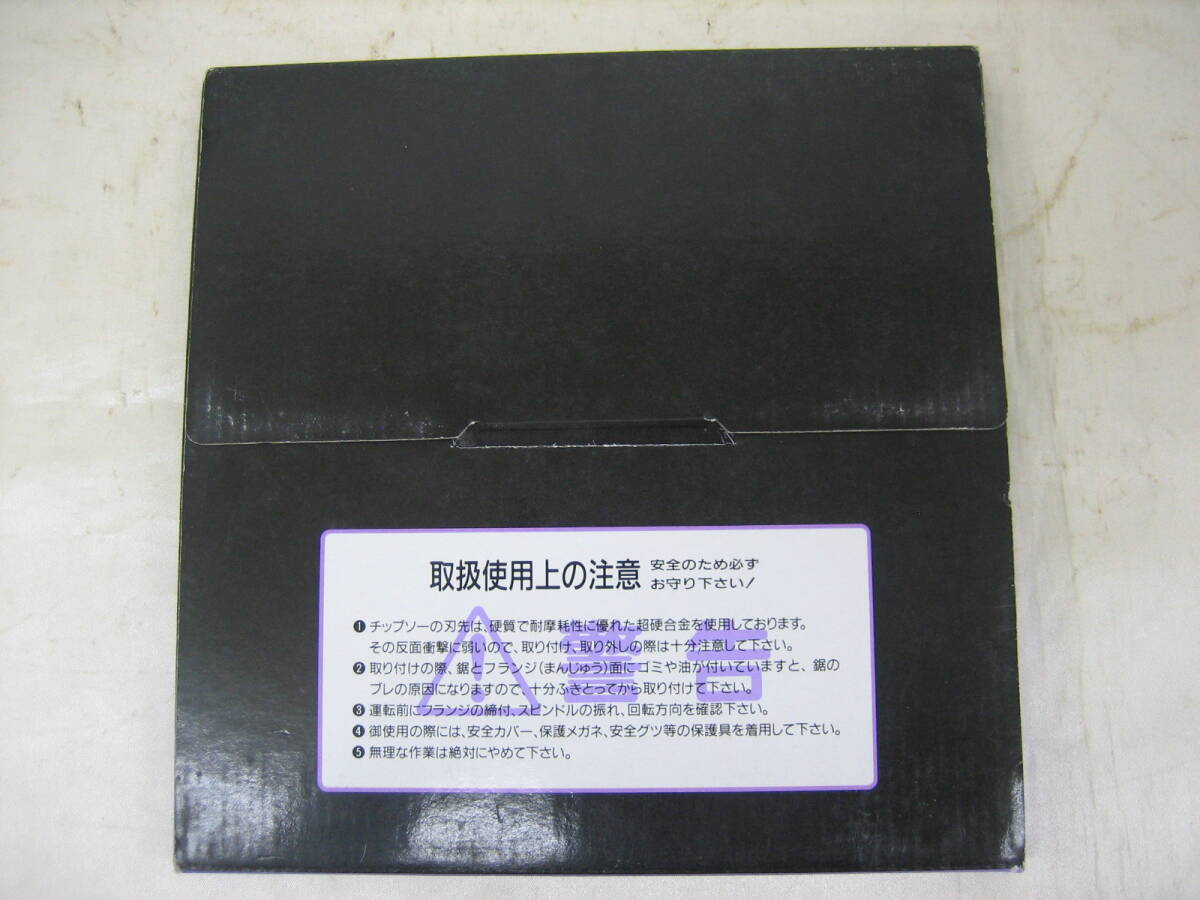 取扱使用上の注意 安全のため必ず
お守り下さい!
警告
❶ チップソーの刃先は、硬質で耐摩耗性に優れた超硬合金を使用しております。
その反面衝撃に弱いので、取り付け、取り外しの際は十分注意して下さい。
❷ 取り付けの際、鋸とフランジ(まんじゅう)面にゴミや油が付いていますと、鋸の
ブレの原因になりますので、十分ふきとってから取り付けて下さい。
❸ 運転前にフランジの締付、スピンドルの振れ、回転方向を確認下さい。
❹ 御使用の際には、安全カバー、保護メガネ、安全グツ等の保護具を着用して下さい。
❺ 無理な作業は絶対にやめて下さい。